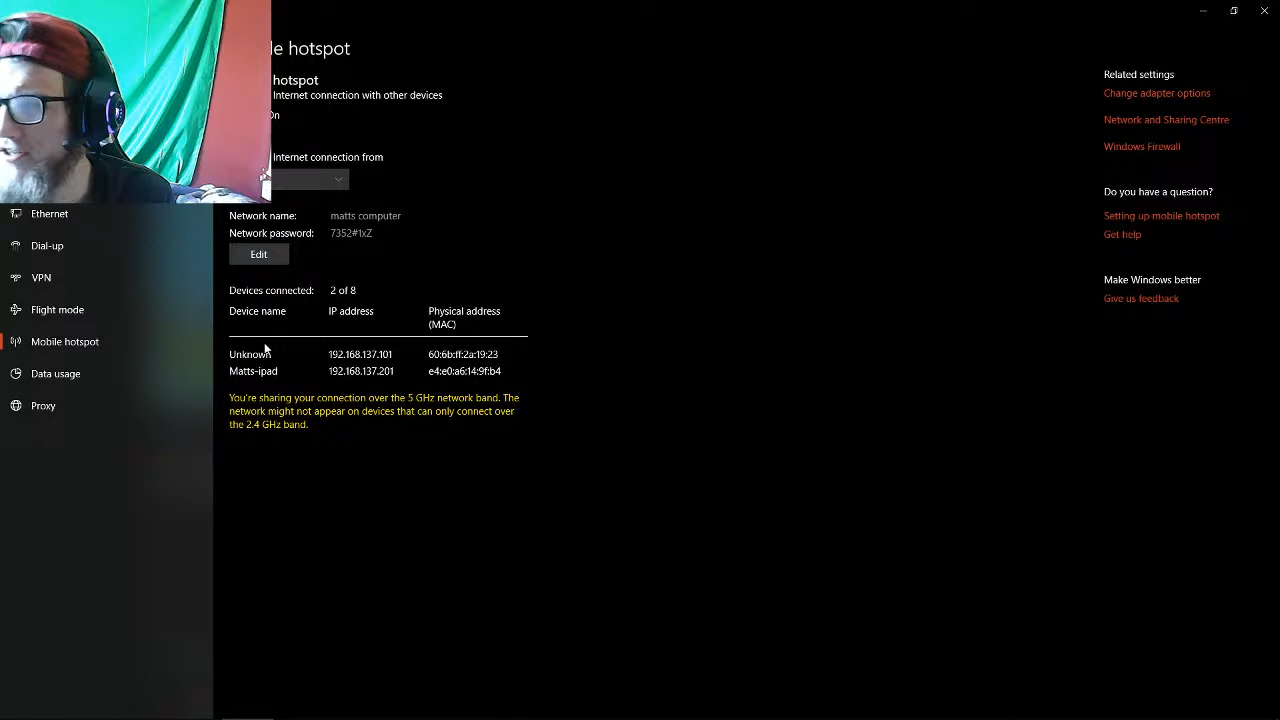 le hotspot
hotspot
Internet connection with other devices
On
Internet connection from
Network name: matts computer
Network password: 7352#1xZ
Edit
Devices connected: 2 of 8
Device name IP address Physical address (MAC)
Unknown 192.168.137.101 60:6b:ff:2a:19:23
Matts-ipad 192.168.137.201 e4:e0:a6:14:9f:b4
You're sharing your connection over the 5 GHz network band. The
network might not appear on devices that can only connect over
the 2.4 GHz band.
Ethernet
Dial-up
VPN
Flight mode
Mobile hotspot
Data usage
Proxy
Related settings
Change adapter options
Network and Sharing Centre
Windows Firewall
Do you have a question?
Setting up mobile hotspot
Get help
Make Windows better
Give us feedback